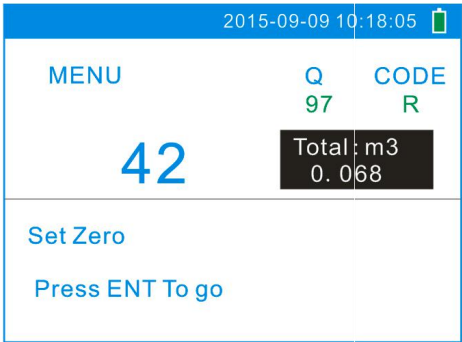 2015-09-09 10:18:05
MENU Q CODE
97 R
42 Total:m3
0.068
Set Zero
Press ENT To go